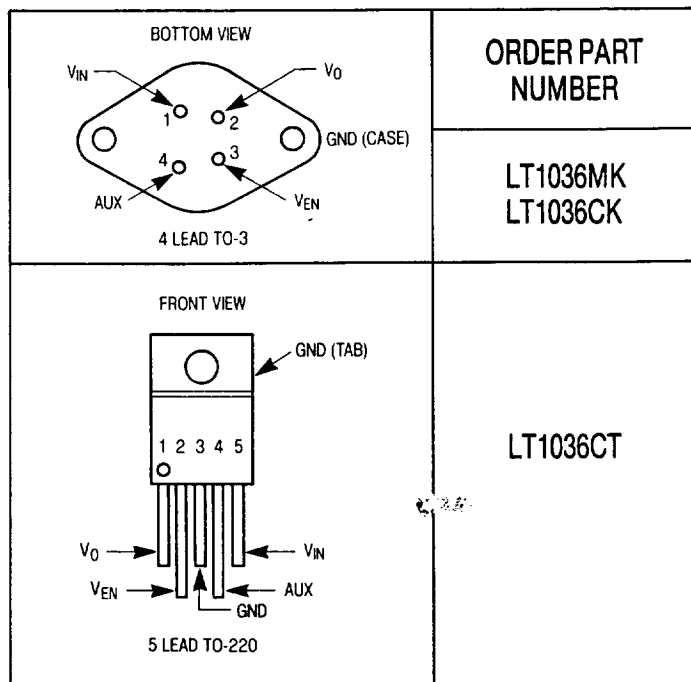 BOTTOM VIEW
V_IN
V_O
1
2
GND (CASE)
4
3
AUX
V_EN
4 LEAD TO-3
ORDER PART
NUMBER
LT1036MK
LT1036CK
FRONT VIEW
GND (TAB)
1 2 3 4 5
V_O
V_IN
V_EN
AUX
GND
5 LEAD TO-220
LT1036CT